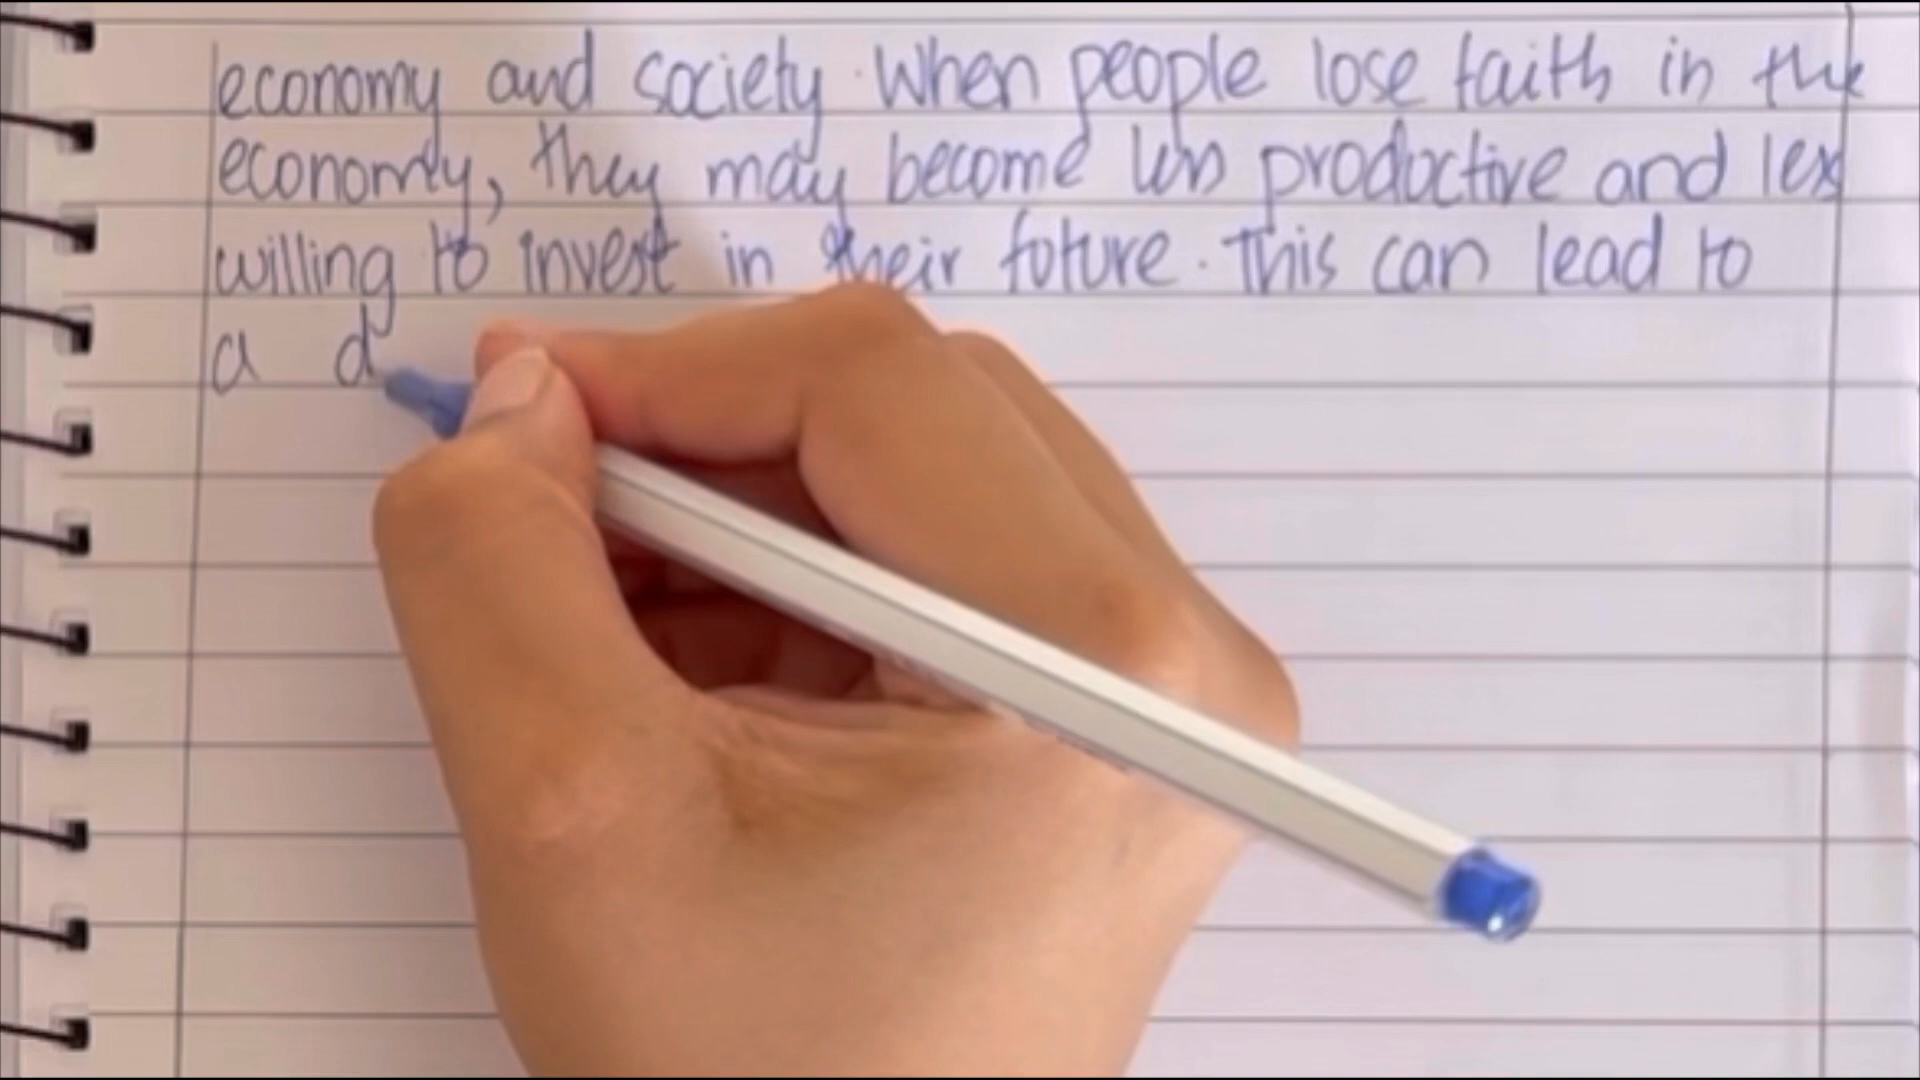 economy and society. When people lose faith in the
economy, they may become less productive and less
willing to invest in their future. This can lead to
a d